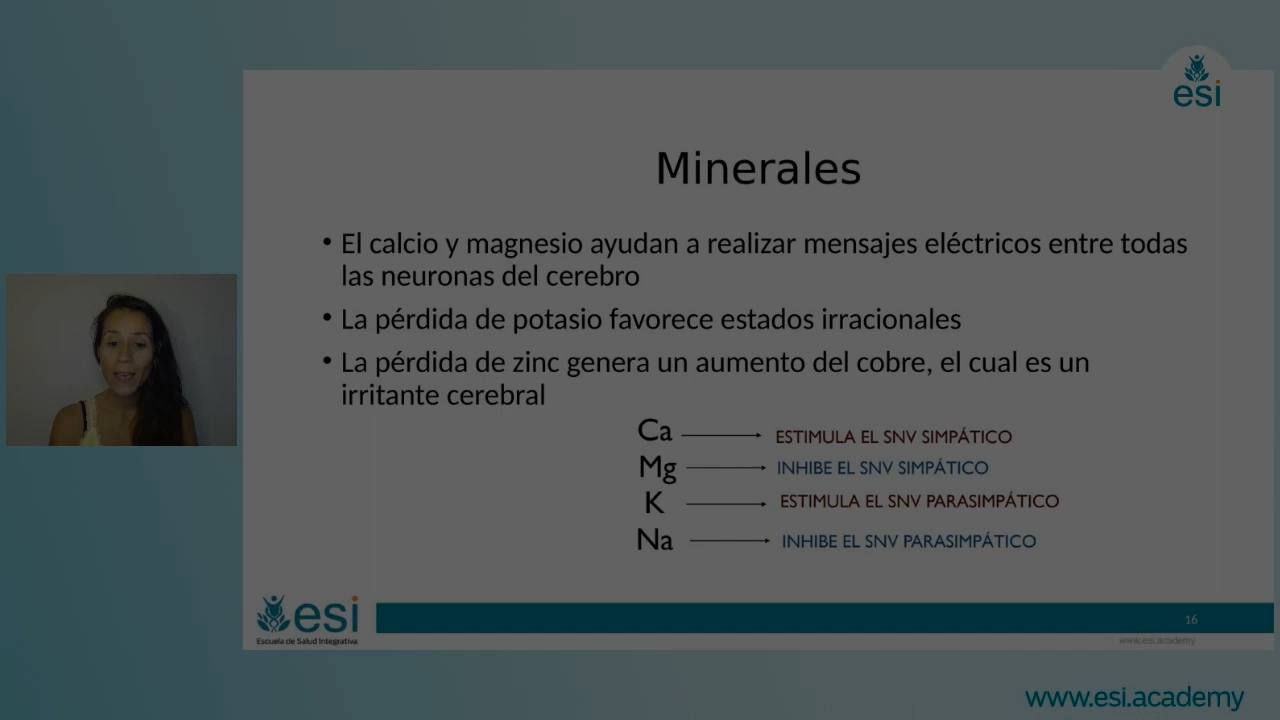 esi
Minerales
• El calcio y magnesio ayudan a realizar mensajes eléctricos entre todas
las neuronas del cerebro
• La pérdida de potasio favorece estados irracionales
• La pérdida de zinc genera un aumento del cobre, el cual es un
irritante cerebral
Ca ESTIMULA EL SNV SIMPÁTICO
Mg INHIBE EL SNV SIMPÁTICO
K ESTIMULA EL SNV PARASIMPÁTICO
Na INHIBE EL SNV PARASIMPÁTICO
esi
Escuela de Salud Integrativa
16
www.esi.academy
www.esi.academy